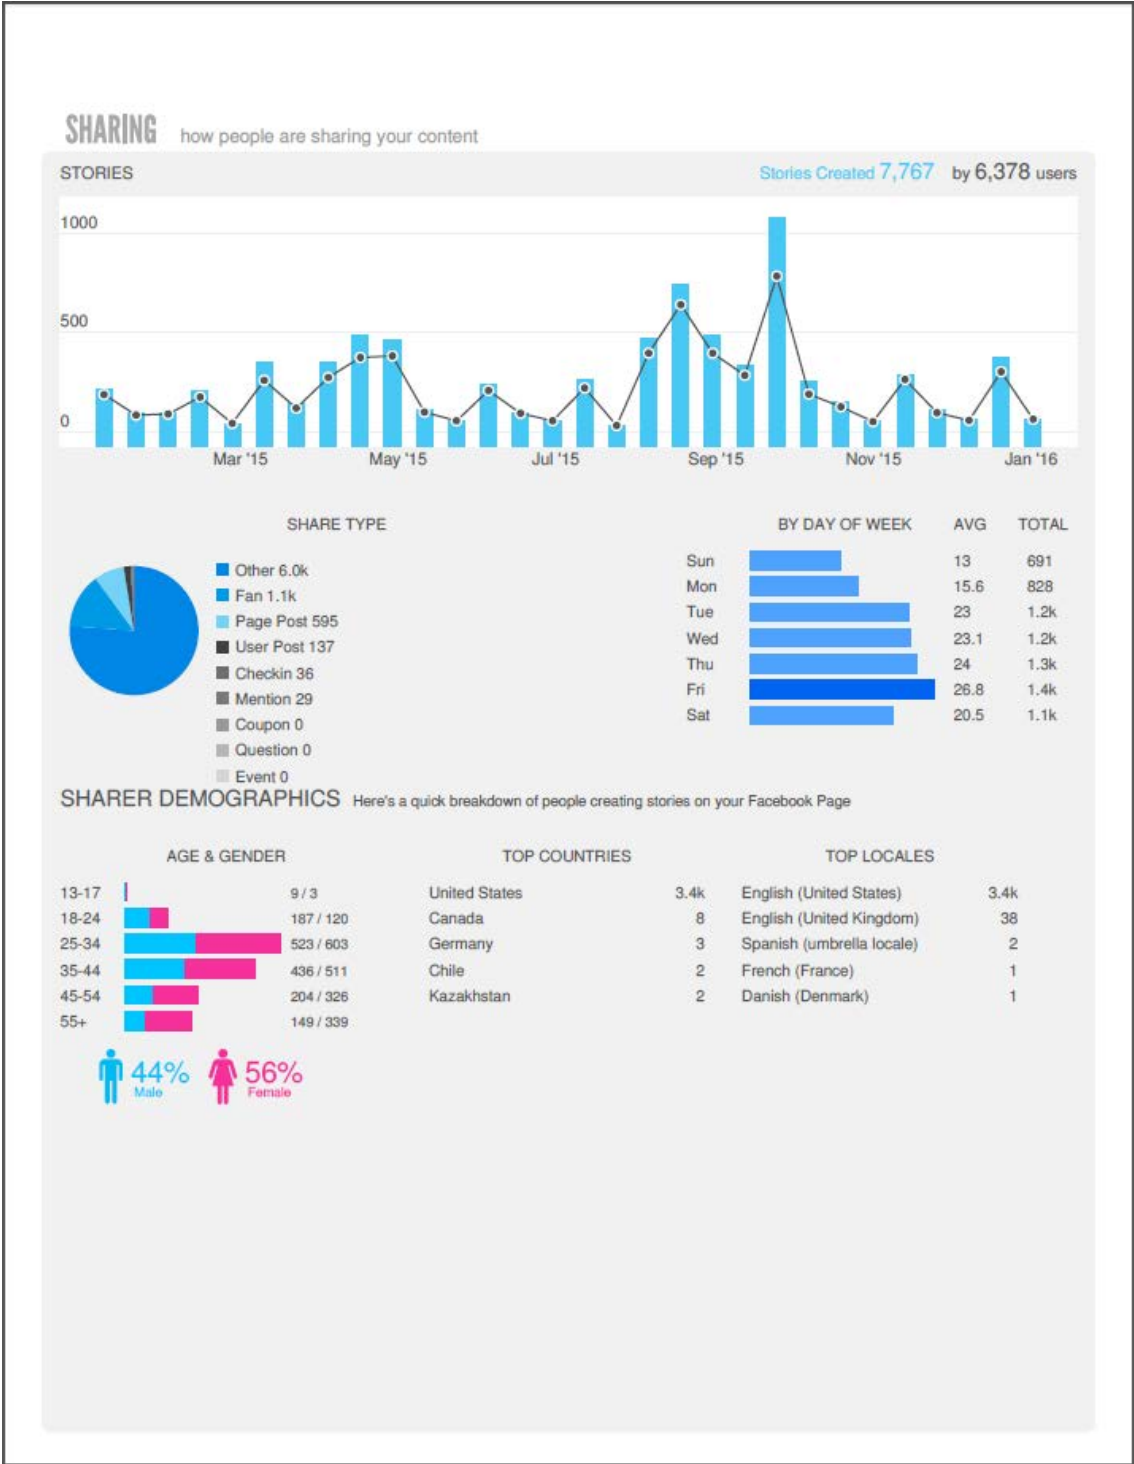 SHARING how people are sharing your content
STORIES Stories Created 7,767 by 6,378 users
1000
500
0
Mar '15 May '15 Jul '15 Sep '15 Nov '15 Jan '16
SHARE TYPE
Other 6.0k
Fan 1.1k
Page Post 595
User Post 137
Checkin 36
Mention 29
Coupon 0
Question 0
Event 0
BY DAY OF WEEK AVG TOTAL
Sun 13 691
Mon 15.6 828
Tue 23 1.2k
Wed 23.1 1.2k
Thu 24 1.3k
Fri 26.8 1.4k
Sat 20.5 1.1k
SHARER DEMOGRAPHICS Here's a quick breakdown of people creating stories on your Facebook Page
AGE & GENDER
13-17 9 / 3
18-24 187 / 120
25-34 523 / 603
35-44 436 / 511
45-54 204 / 326
55+ 149 / 339
44% 56%
Male Female
TOP COUNTRIES
United States 3.4k
Canada 8
Germany 3
Chile 2
Kazakhstan 2
TOP LOCALES
English (United States) 3.4k
English (United Kingdom) 38
Spanish (umbrella locale) 2
French (France) 1
Danish (Denmark) 1